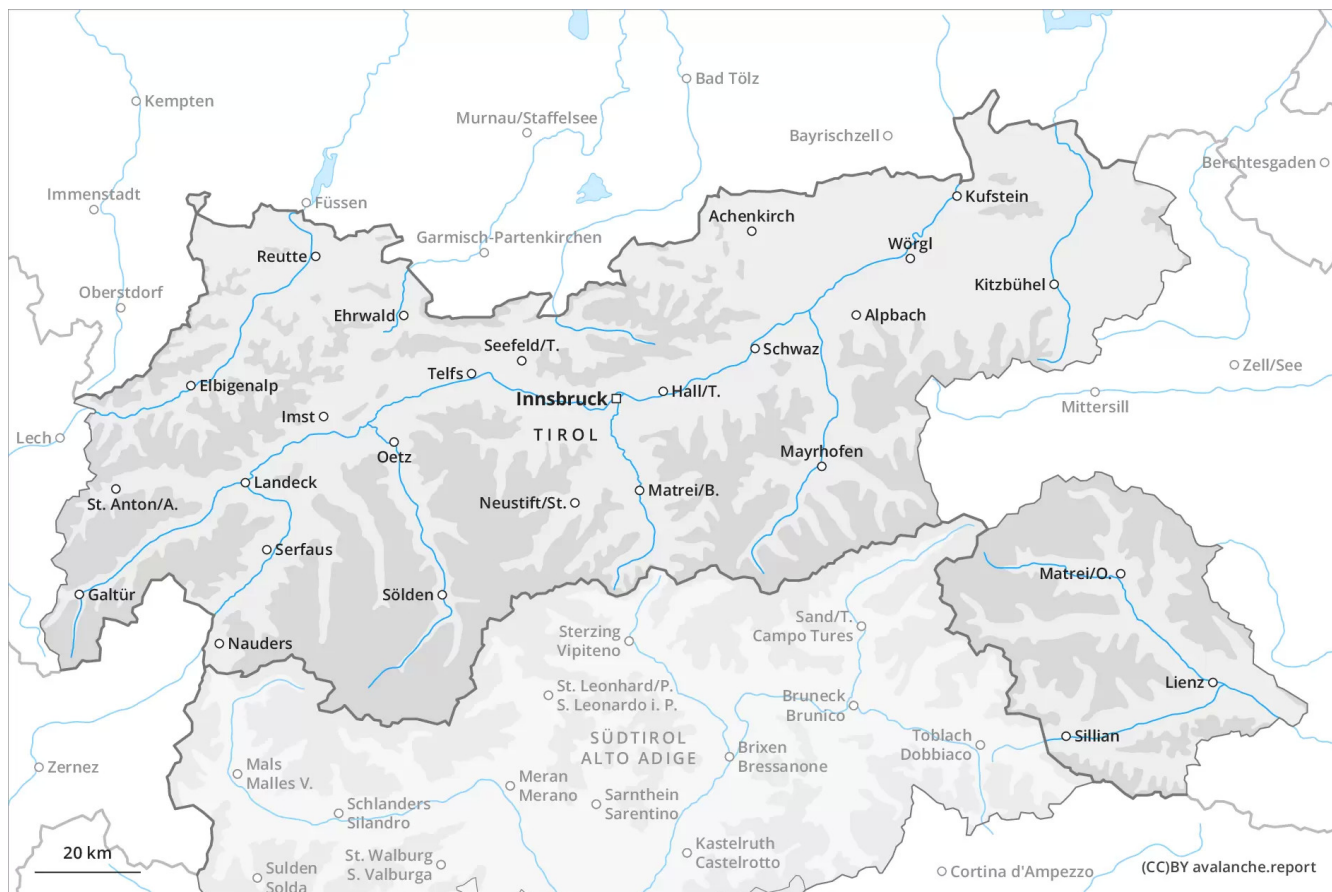 Bad Tölz
Kempten
Murnau/Staffelsee
Bayrischzell
Berchtesgaden
Immenstadt
Füssen
Kufstein
Achenkirch
Garmisch-Partenkirchen
Wörgl
Reutte
Kitzbühel
Oberstdorf
Ehrwald
Alpbach
Seefeld/T.
Schwaz
Zell/See
Telfs
Elbigenalp
Hall/T.
Innsbruck
Mittersill
Imst
TIROL
Lech
Oetz
Mayrhofen
Landeck
Matrei/B.
St. Anton/A.
Neustift/St.
Serfaus
Matrei/O.
Galtür
Sölden
Sand/T.
Campo Tures
Sterzing
Vipiteno
Nauders
Lienz
St. Leonhard/P.
S. Leonardo i. P.
Bruneck
Brunico
SÜDTIROL
ALTO ADIGE
Toblach
Dobbiaco
Sillian
Brixen
Bressanone
Zernez
Mals
Malles V.
Meran
Merano
Sarnthein
Sarentino
Schlanders
Silandro
Kastelruth
Castelrotto
20 km
St. Walburg
S. Valburga
Sulden
Solda
Cortina d'Ampezzo
(CC)BY avalanche.report